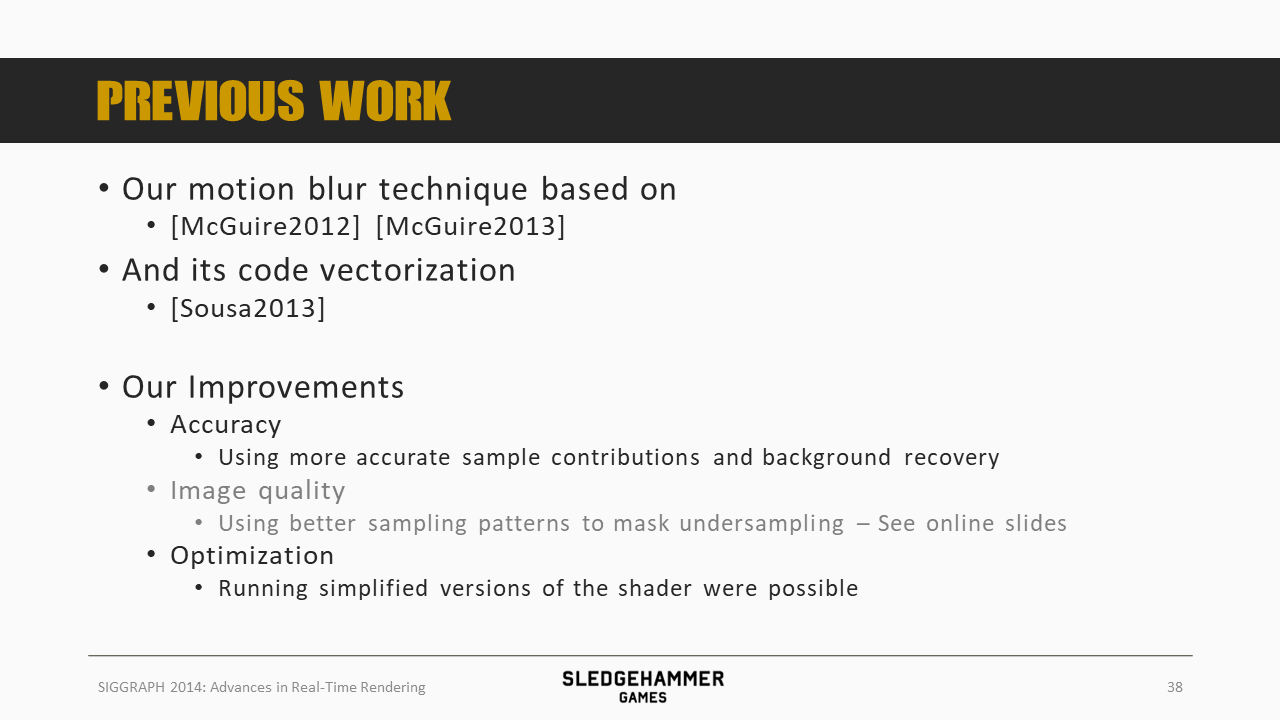 PREVIOUS WORK
• Our motion blur technique based on
• [McGuire2012] [McGuire2013]
• And its code vectorization
• [Sousa2013]
• Our Improvements
• Accuracy
• Using more accurate sample contributions and background recovery
• Image quality
• Using better sampling patterns to mask undersampling – See online slides
• Optimization
• Running simplified versions of the shader were possible
SIGGRAPH 2014: Advances in Real-Time Rendering
SLEDGEHAMMER
GAMES
38